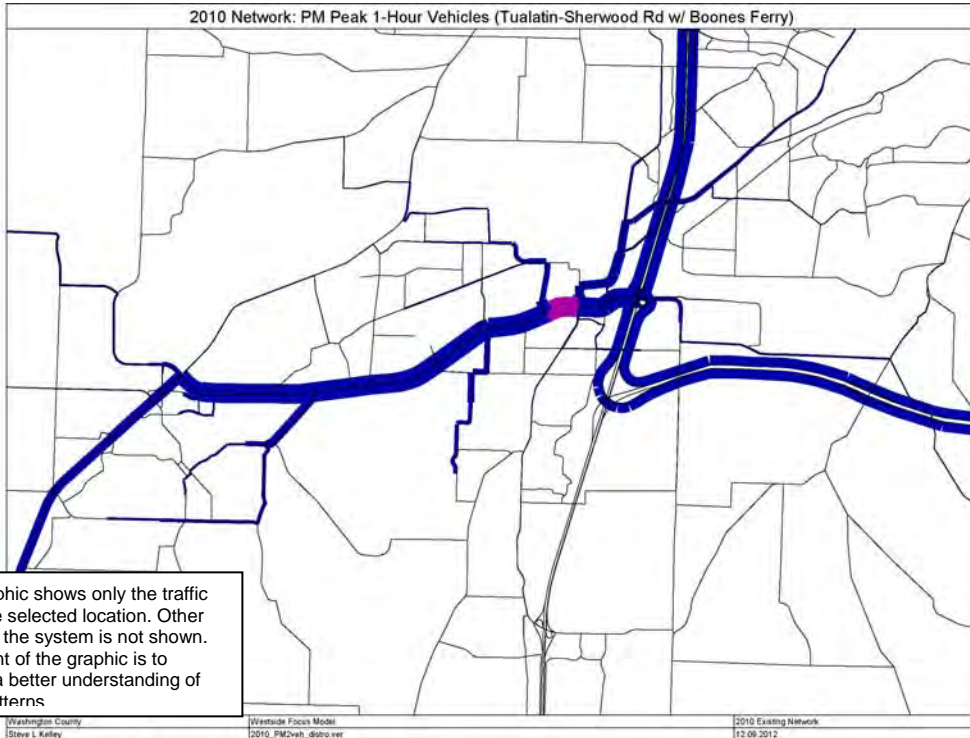 2010 Network: PM Peak 1-Hour Vehicles (Tualatin-Sherwood Rd w/ Boones Ferry)
phic shows only the traffic
selected location. Other
the system is not shown.
of the graphic is to
a better understanding of
Washington County
Westside Focus Model
2010 Existing Network
Steve L Kelley
2010_PM2veh_distro.ver
12.09.2012